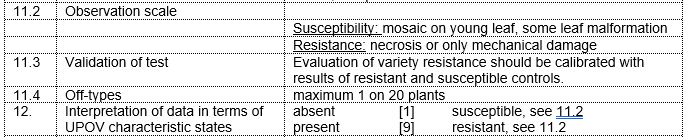 11.2 Observation scale
Susceptibility: mosaic on young leaf, some leaf malformation
Resistance: necrosis or only mechanical damage
11.3 Validation of test Evaluation of variety resistance should be calibrated with
results of resistant and susceptible controls.
11.4 Off-types maximum 1 on 20 plants
12. Interpretation of data in terms of absent [1] susceptible, see 11.2
UPOV characteristic states present [9] resistant, see 11.2